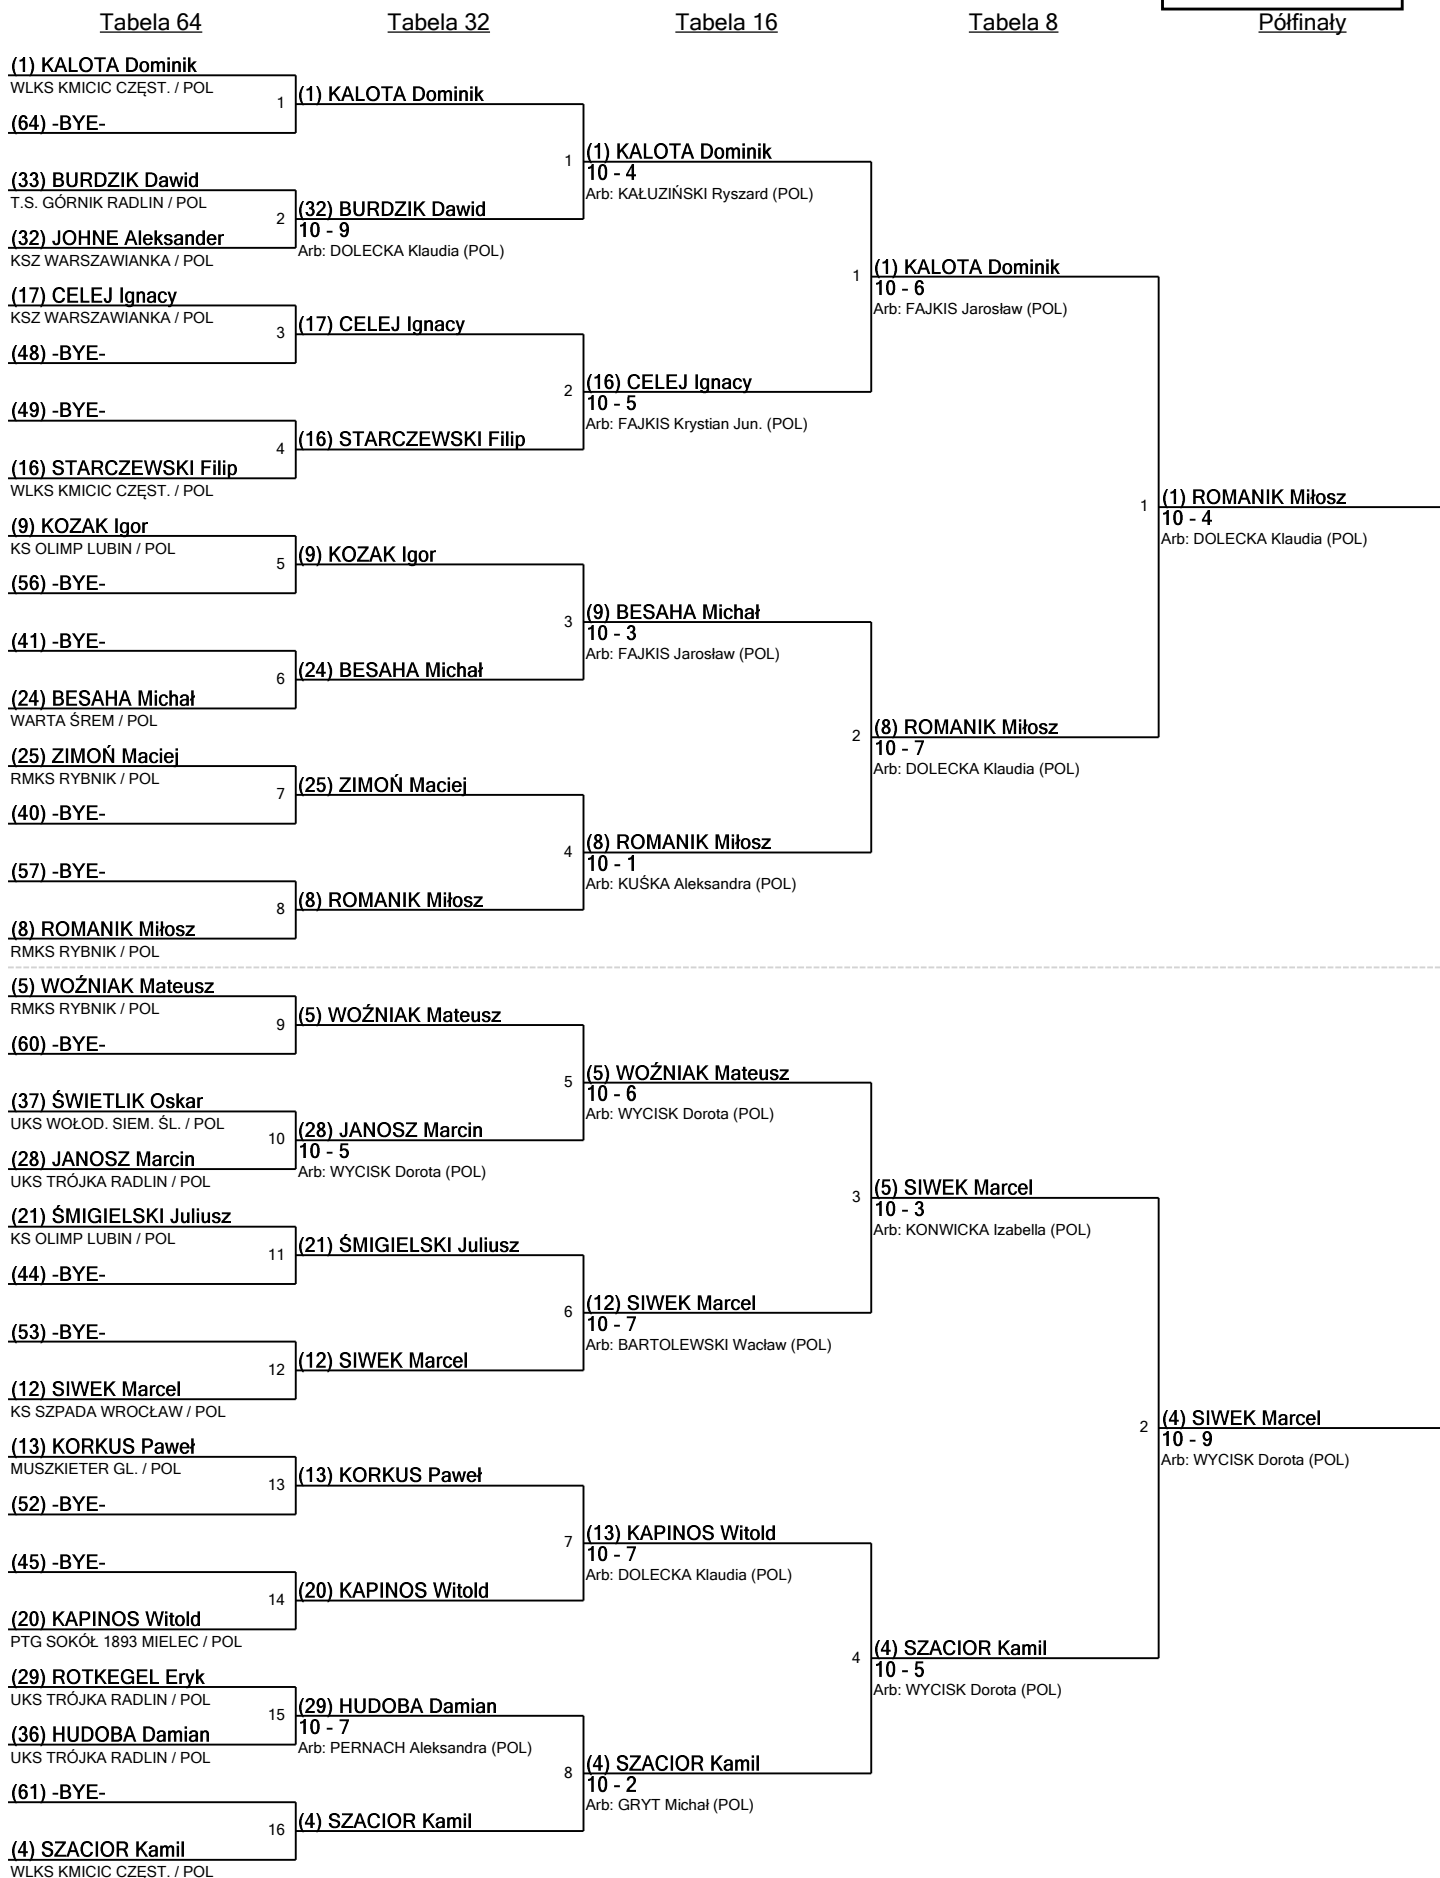 Tabela 64
Tabela 32
Tabela 16
Tabela 8
Półfinały
(1) KALOTA Dominik
WLKS KMICIC CZĘST. / POL
1
(64) -BYE-
(33) BURDZIK Dawid
T.S. GÓRNIK RADLIN / POL
2
(32) JOHNE Aleksander
KSZ WARSZAWIANKA / POL
(17) CELEJ Ignacy
KSZ WARSZAWIANKA / POL
3
(48) -BYE-
(49) -BYE-
4
(16) STARCZEWSKI Filip
WLKS KMICIC CZĘST. / POL
(9) KOZAK Igor
KS OLIMP LUBIN / POL
5
(56) -BYE-
(41) -BYE-
6
(24) BESAHA Michał
WARTA ŚREM / POL
(25) ZIMOŃ Maciej
RMKS RYBNIK / POL
7
(40) -BYE-
(57) -BYE-
8
(8) ROMANIK Miłosz
RMKS RYBNIK / POL
(5) WOŹNIAK Mateusz
RMKS RYBNIK / POL
9
(60) -BYE-
(37) ŚWIETLIK Oskar
UKS WOŁOD. SIEM. ŚL. / POL
10
(28) JANOSZ Marcin
UKS TRÓJKA RADLIN / POL
(21) ŚMIGIELSKI Juliusz
KS OLIMP LUBIN / POL
11
(44) -BYE-
(53) -BYE-
12
(12) SIWEK Marcel
KS SZPADA WROCŁAW / POL
(13) KORKUS Paweł
MUSZKIETER GL. / POL
13
(52) -BYE-
(45) -BYE-
14
(20) KAPINOS Witold
PTG SOKÓŁ 1893 MIELEC / POL
(29) ROTKEGEL Eryk
UKS TRÓJKA RADLIN / POL
15
(36) HUDOBA Damian
UKS TRÓJKA RADLIN / POL
(61) -BYE-
16
(4) SZACIOR Kamil
WLKS KMICIC CZĘST. / POL
(1) KALOTA Dominik
1
(32) BURDZIK Dawid
10 - 9
Arb: DOLECKA Klaudia (POL)
(17) CELEJ Ignacy
2
(16) STARCZEWSKI Filip
(9) KOZAK Igor
3
(24) BESAHA Michał
(25) ZIMOŃ Maciej
4
(8) ROMANIK Miłosz
(5) WOŹNIAK Mateusz
5
(28) JANOSZ Marcin
10 - 5
Arb: WYCISK Dorota (POL)
(21) ŚMIGIELSKI Juliusz
6
(12) SIWEK Marcel
(13) KORKUS Paweł
7
(20) KAPINOS Witold
(29) HUDOBA Damian
10 - 7
Arb: PERNACH Aleksandra (POL)
8
(4) SZACIOR Kamil
(1) KALOTA Dominik
10 - 4
Arb: KAŁUZIŃSKI Ryszard (POL)
1
(16) CELEJ Ignacy
10 - 5
Arb: FAJKIS Krystian Jun. (POL)
(9) BESAHA Michał
10 - 3
Arb: FAJKIS Jarosław (POL)
2
(8) ROMANIK Miłosz
10 - 1
Arb: KUŚKA Aleksandra (POL)
(5) WOŹNIAK Mateusz
10 - 6
Arb: WYCISK Dorota (POL)
3
(12) SIWEK Marcel
10 - 7
Arb: BARTOLEWSKI Wacław (POL)
(13) KAPINOS Witold
10 - 7
Arb: DOLECKA Klaudia (POL)
4
(4) SZACIOR Kamil
10 - 2
Arb: GRYT Michał (POL)
(1) KALOTA Dominik
10 - 6
Arb: FAJKIS Jarosław (POL)
1
(8) ROMANIK Miłosz
10 - 7
Arb: DOLECKA Klaudia (POL)
(5) SIWEK Marcel
10 - 3
Arb: KONWICKA Izabella (POL)
2
(4) SZACIOR Kamil
10 - 5
Arb: WYCISK Dorota (POL)
(1) ROMANIK Miłosz
10 - 4
Arb: DOLECKA Klaudia (POL)
(4) SIWEK Marcel
10 - 9
Arb: WYCISK Dorota (POL)